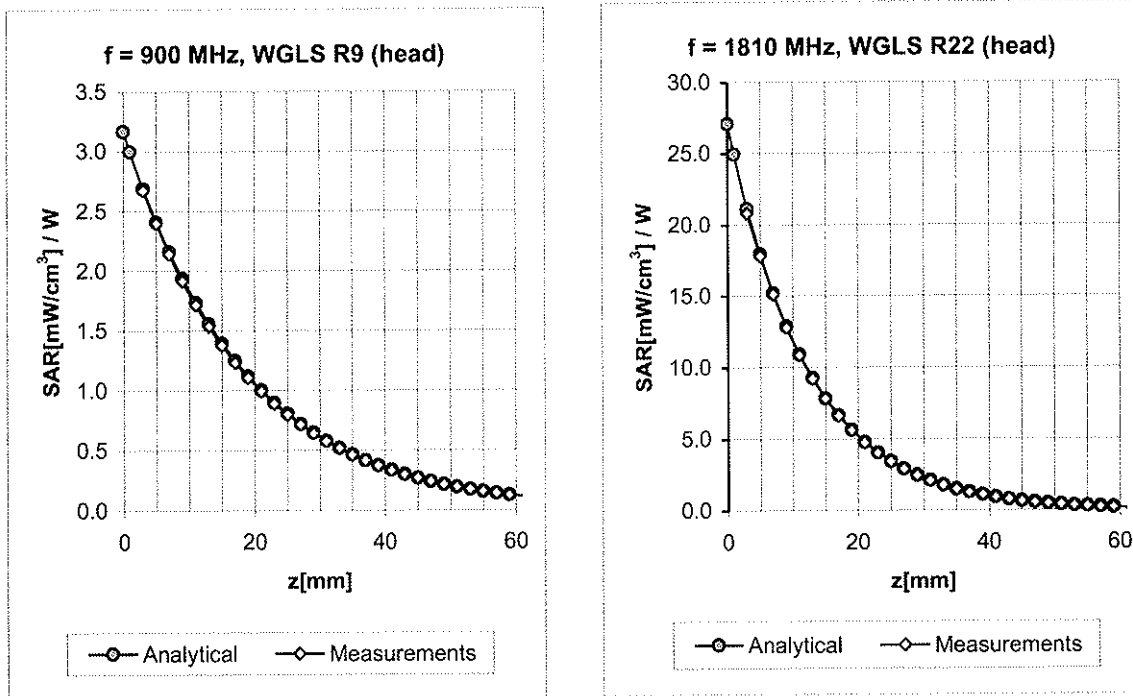 f = 900 MHz, WGLS R9 (head)
3.5
3.0
2.5
2.0
1.5
1.0
0.5
0.0
SAR[mW/cm³] / W
0
20
40
60
z[mm]
Analytical
Measurements
f = 1810 MHz, WGLS R22 (head)
30.0
25.0
20.0
15.0
10.0
5.0
0.0
SAR[mW/cm³] / W
0
20
40
60
z[mm]
Analytical
Measurements